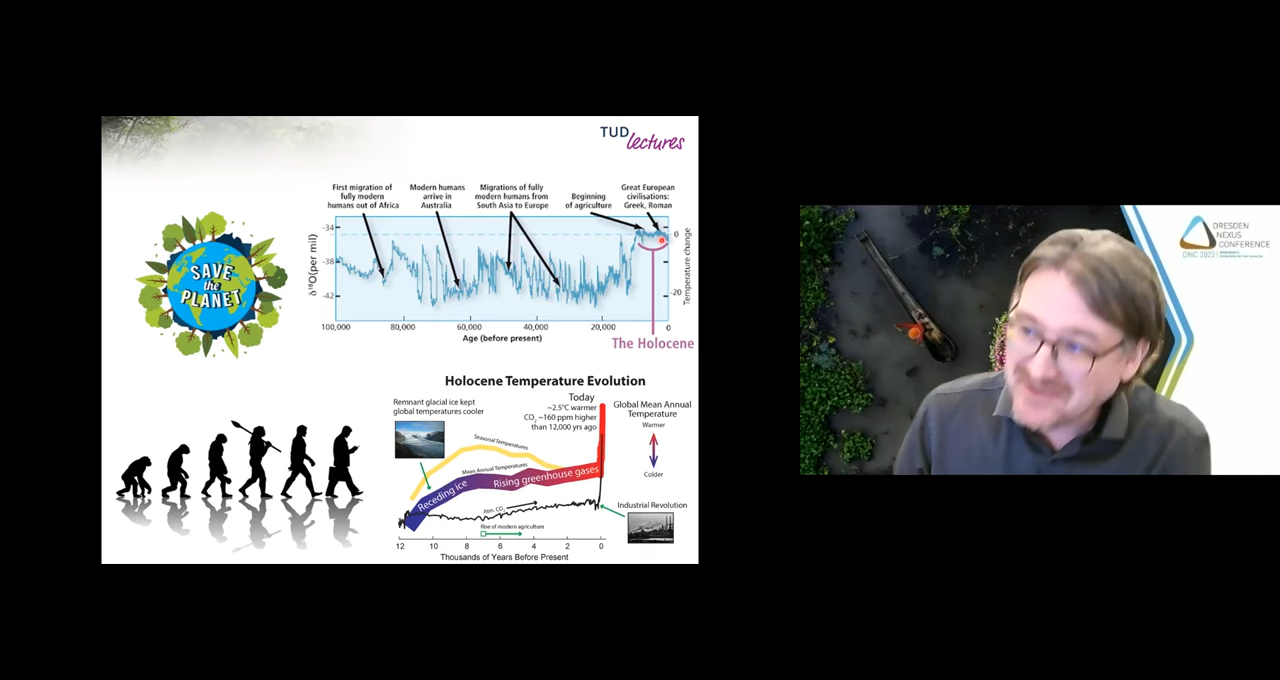 TUD
lectures
First migration of
fully modern
humans out of Africa
Modern humans
arrive in
Australia
Migrations of fully
modern humans from
South Asia to Europe
Beginning
of agriculture
Great European
civilisations:
Greek, Roman
-34
-38
-42
δ¹⁸O(per mil)
0
-20
Temperature change
100,000
80,000
60,000
40,000
20,000
0
Age (before present)
The Holocene
SAVE
the
PLANET
Holocene Temperature Evolution
Remnant glacial ice kept
global temperatures cooler
Today
~2.5°C warmer
CO₂ ~160 ppm higher
than 12,000 yrs ago
Global Mean Annual
Temperature
Warmer
Colder
Seasonal Temperatures
Mean Annual Temperatures
Receding ice
Rising greenhouse gases
Atm. CO₂
Rise of modern agriculture
Industrial Revolution
12
10
8
6
4
2
0
Thousands of Years Before Present
DRESDEN
NEXUS
CONFERENCE
DNC 2022